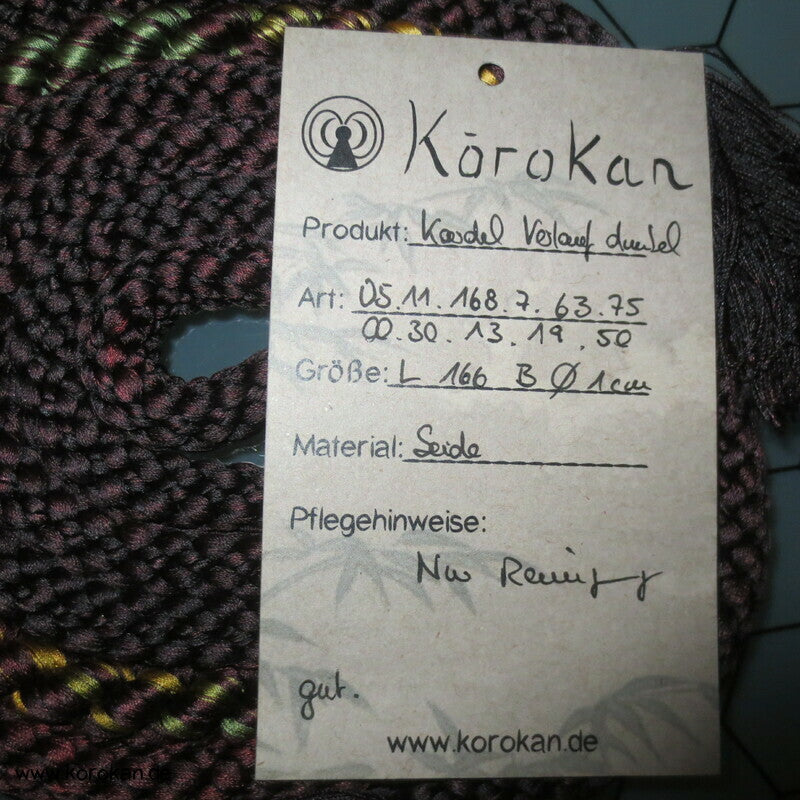 Kōrokan
Produkt: Kordel Verlauf dunkel
Art: 05.11.168.7.63.75
00.30.13.19.50
Größe: L 166 B Ø 1cm
Material: Seide
Pflegehinweise:
Nur Reinigung
gut.
www.korokan.de
www.korokan.de